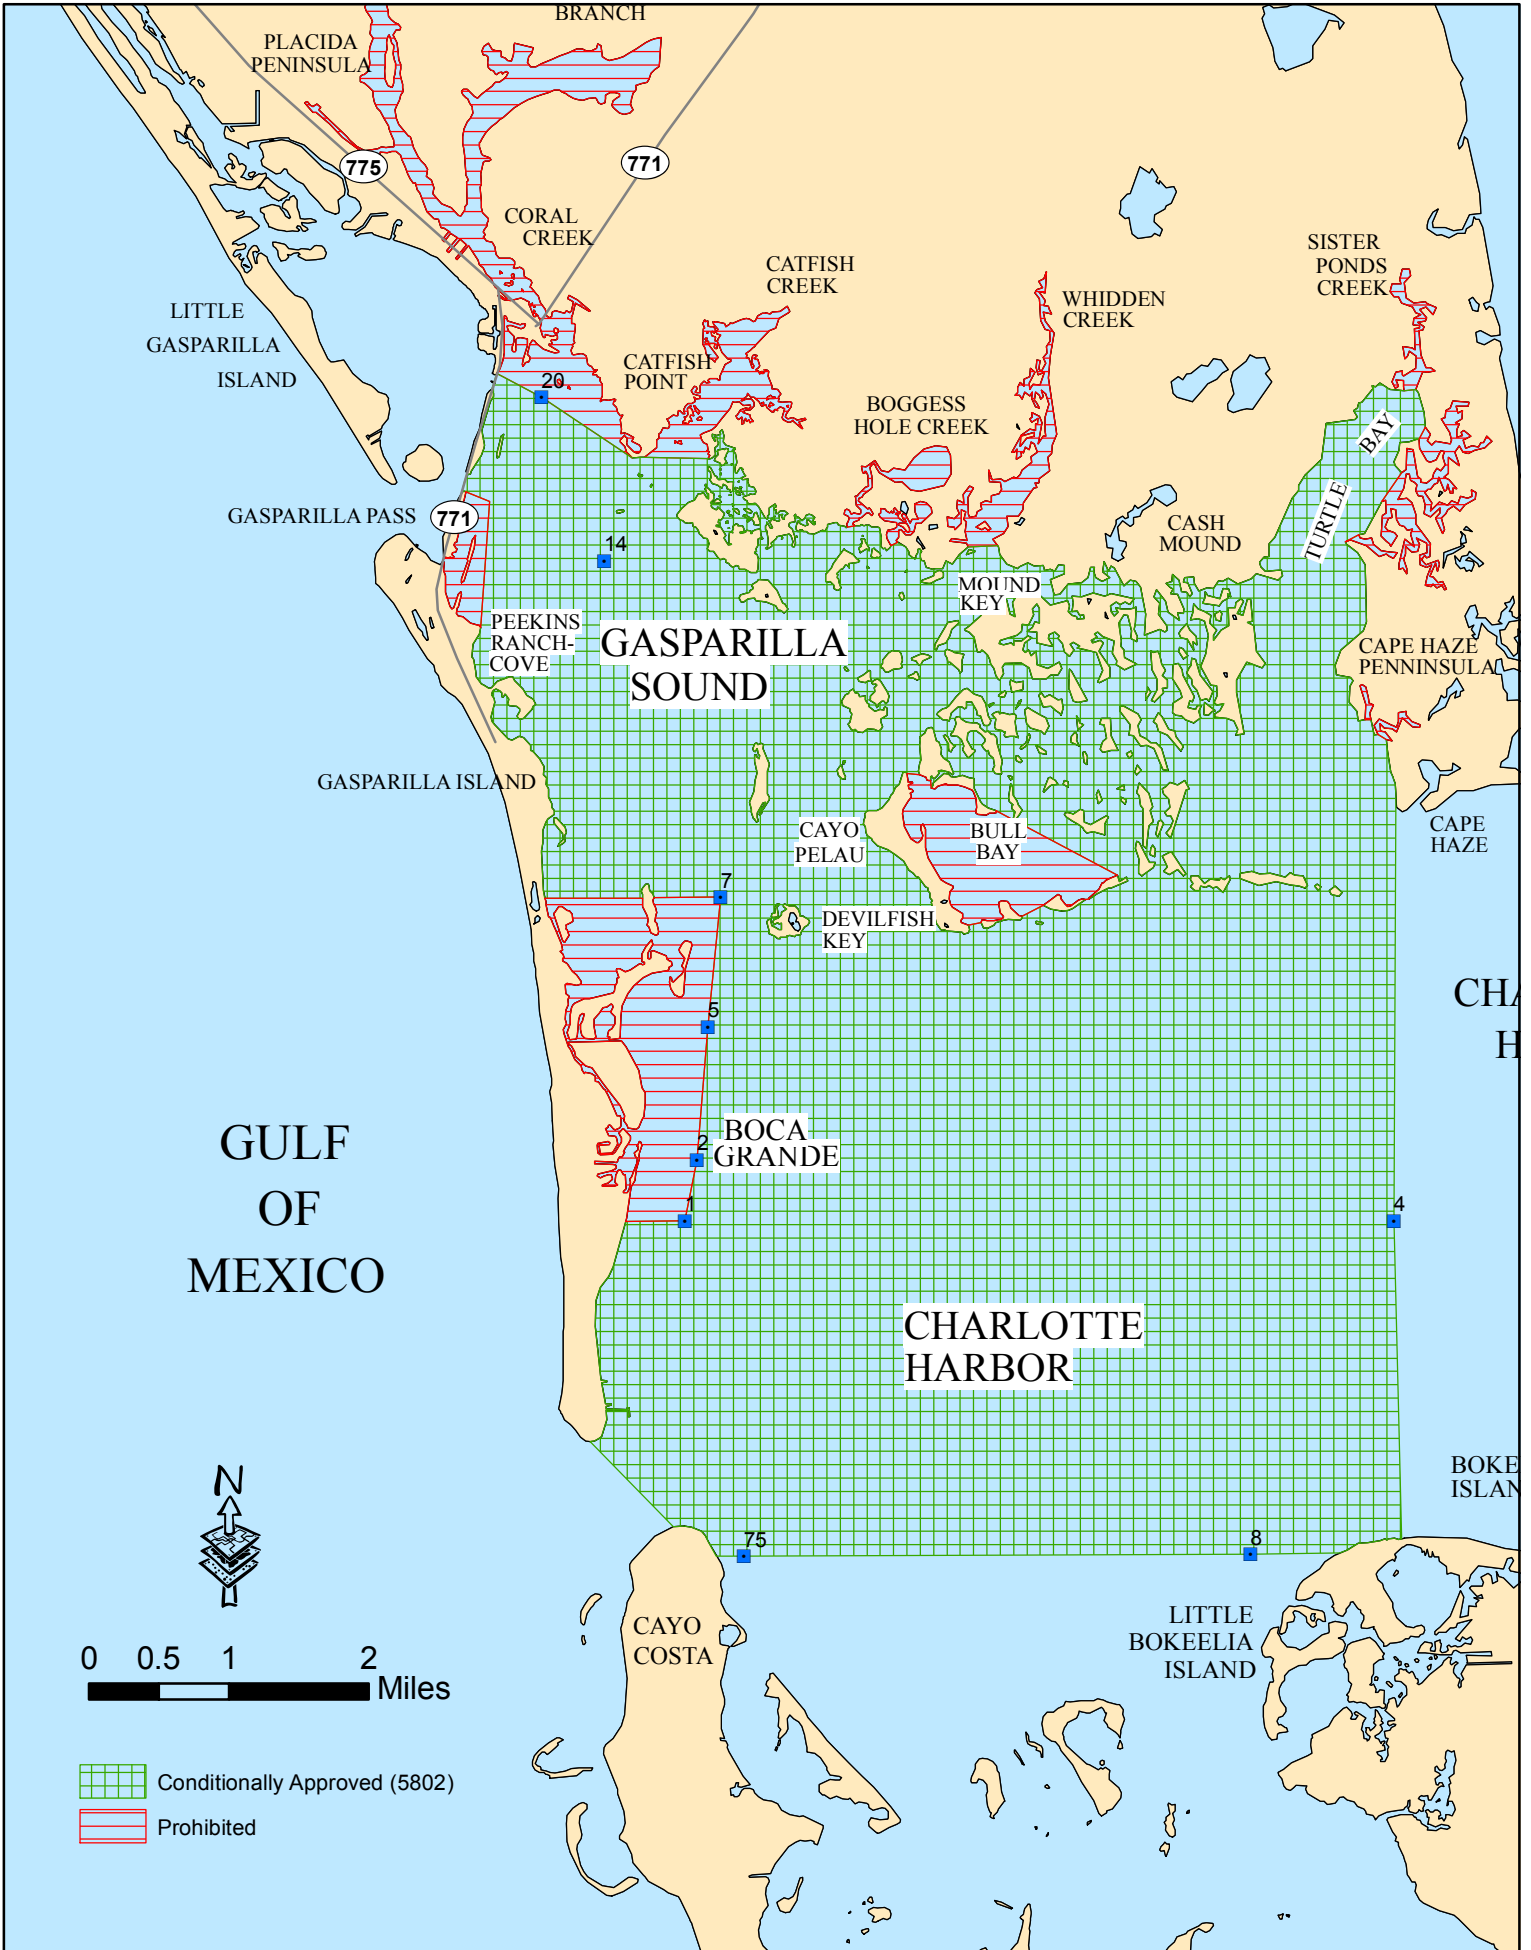 BRANCH
PLACIDA
PENINSULA
775
771
CORAL
CREEK
CATFISH
CREEK
SISTER
PONDS
CREEK
WHIDDEN
CREEK
LITTLE
GASPARILLA
ISLAND
CATFISH
POINT
20
BOGGESS
HOLE CREEK
BAY
TURTLE
GASPARILLA PASS
771
CASH
MOUND
14
MOUND
KEY
PEEKINS
RANCH-
COVE
GASPARILLA
SOUND
CAPE HAZE
PENNINSULA
GASPARILLA ISLAND
CAYO
PELAU
BULL
BAY
CAPE
HAZE
7
DEVILFISH
KEY
CHA
H
5
GULF
OF
MEXICO
BOCA
GRANDE
2
1
4
CHARLOTTE
HARBOR
BOKE
ISLAN
N
75
8
CAYO
COSTA
LITTLE
BOKEELIA
ISLAND
0 0.5 1 2
Miles
Conditionally Approved (5802)
Prohibited